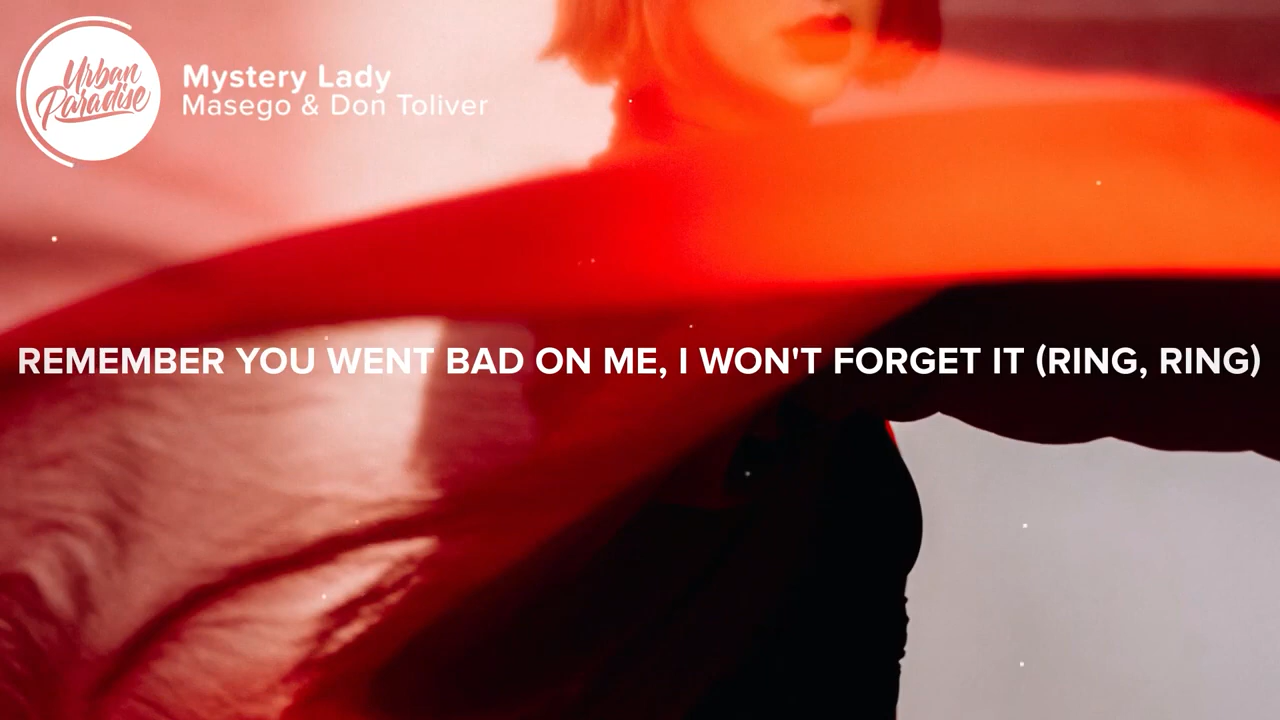 Urban
Paradise
Mystery Lady
Masego & Don Toliver
REMEMBER YOU WENT BAD ON ME, I WON'T FORGET IT (RING, RING)